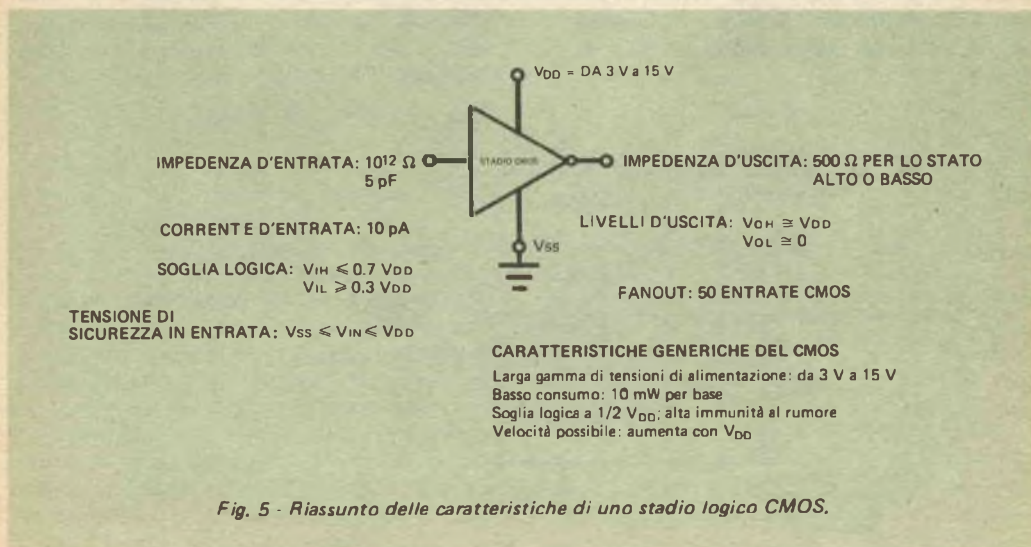 VDD = DA 3 V a 15 V
STADIO CMOS
IMPEDENZA D'ENTRATA: 10¹² Ω
5 pF
IMPEDENZA D'USCITA: 500 Ω PER LO STATO
ALTO O BASSO
CORRENTE D'ENTRATA: 10 pA
LIVELLI D'USCITA: VOH ≅ VDD
VOL ≅ 0
VSS
SOGLIA LOGICA: VIH ⩽ 0.7 VDD
VIL ⩾ 0.3 VDD
FANOUT: 50 ENTRATE CMOS
TENSIONE DI
SICUREZZA IN ENTRATA: VSS ⩽ VIN ⩽ VDD
CARATTERISTICHE GENERICHE DEL CMOS
Larga gamma di tensioni di alimentazione: da 3 V a 15 V
Basso consumo: 10 mW per base
Soglia logica a 1/2 VDD; alta immunità al rumore
Velocità possibile: aumenta con VDD
Fig. 5 - Riassunto delle caratteristiche di uno stadio logico CMOS.